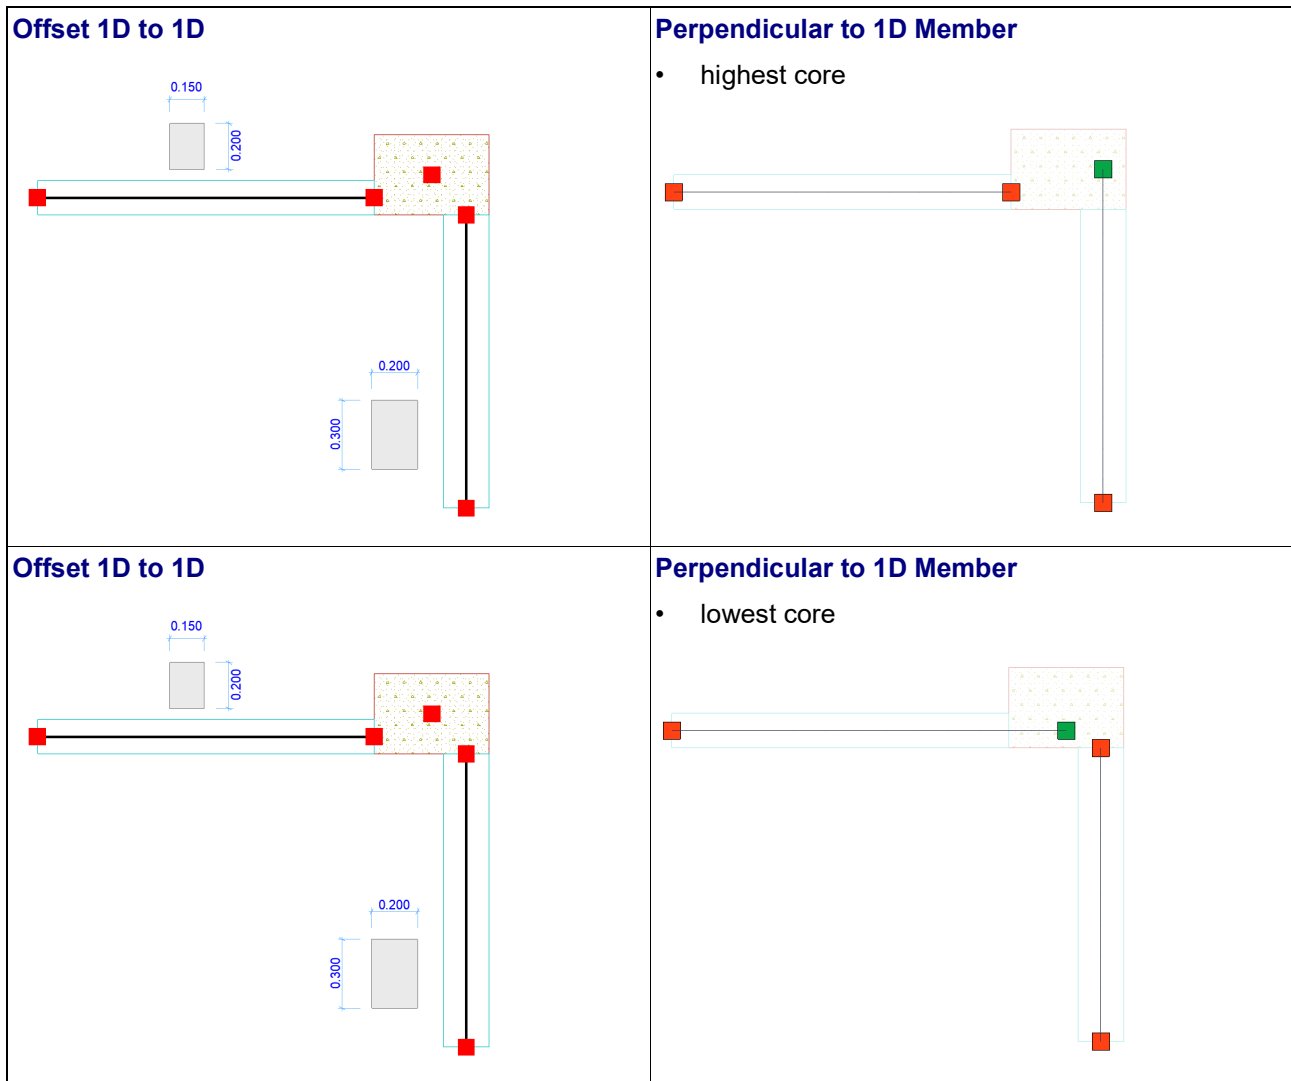 Offset 1D to 1D
0.150
0.200
0.200
0.300
Perpendicular to 1D Member
• highest core
Offset 1D to 1D
0.150
0.200
0.200
0.300
Perpendicular to 1D Member
• lowest core